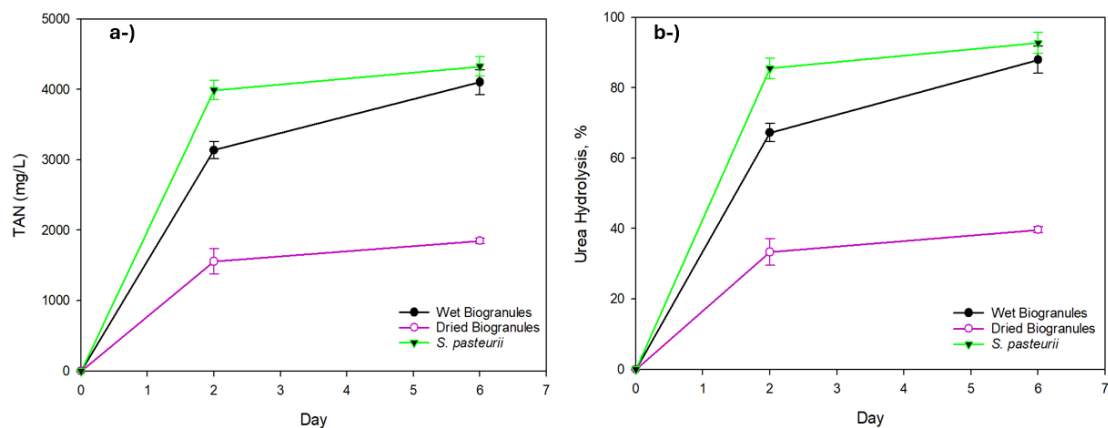 a-)
5000
4000
3000
2000
1000
0
TAN (mg/L)
0 1 2 3 4 5 6 7
Day
Wet Biogranules
Dried Biogranules
S. pasteurii
b-)
100
80
60
40
20
0
Urea Hydrolysis, %
0 1 2 3 4 5 6 7
Day
Wet Biogranules
Dried Biogranules
S. pasteurii